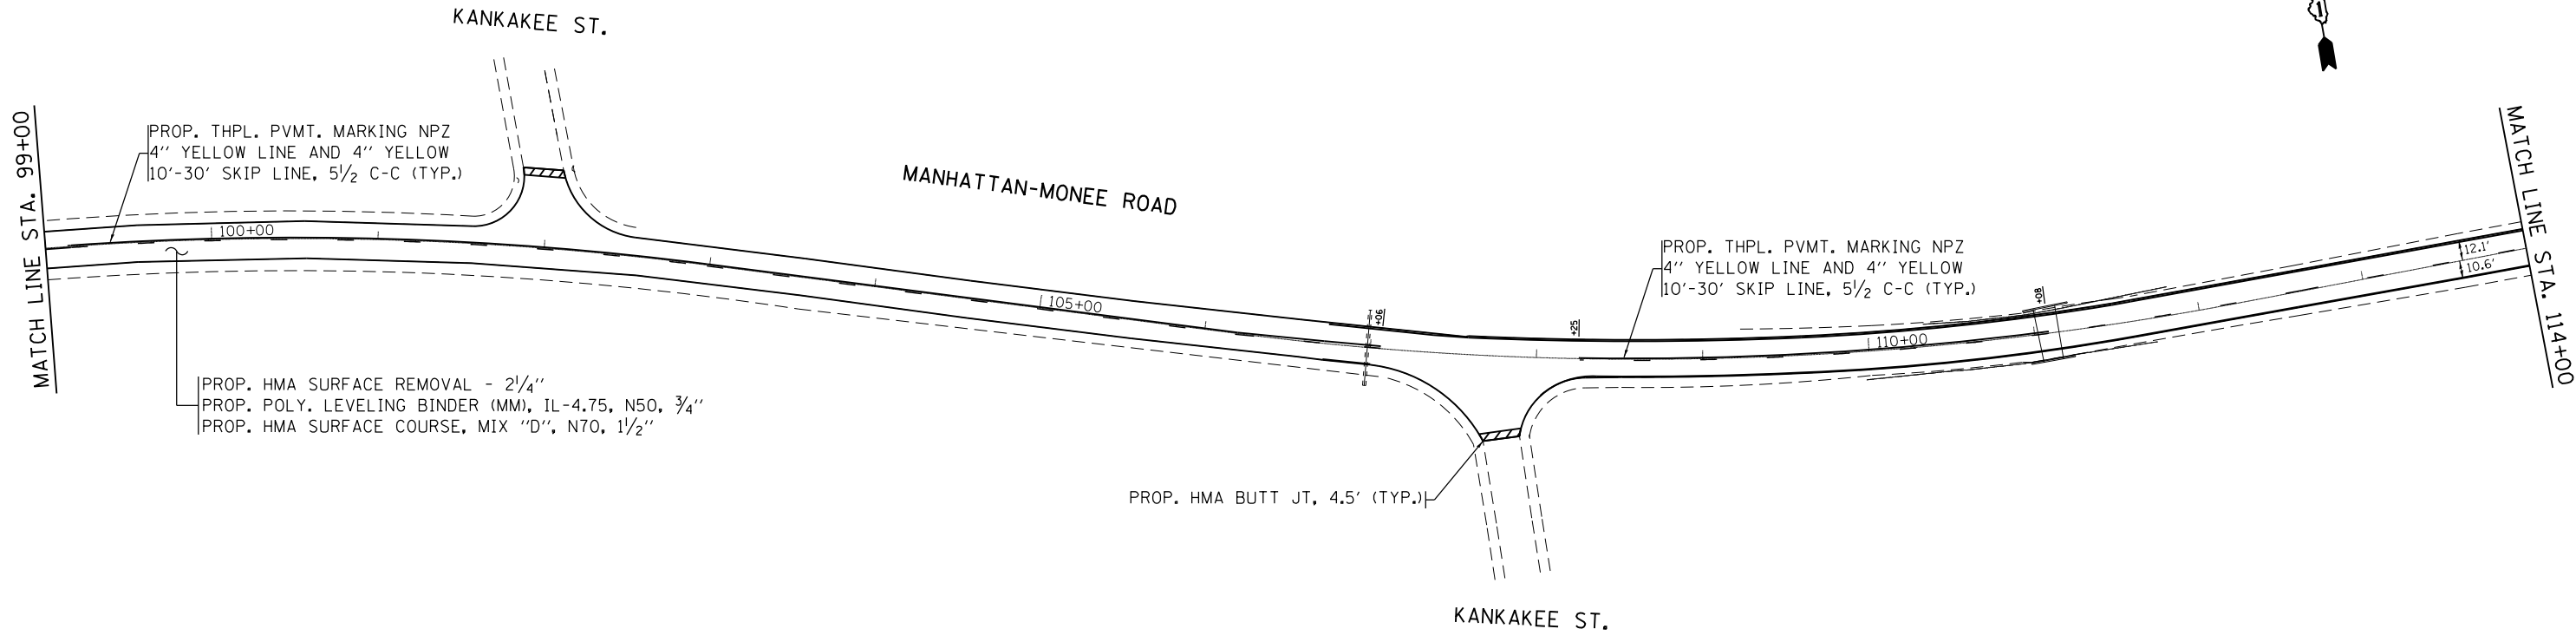 KANKAKEE ST.
MATCH LINE STA. 99+00
PROP. THPL. PVMT. MARKING NPZ
4" YELLOW LINE AND 4" YELLOW
10'-30' SKIP LINE, 5½ C-C (TYP.)
100+00
MANHATTAN-MONEE ROAD
105+00
+06
+25
PROP. THPL. PVMT. MARKING NPZ
4" YELLOW LINE AND 4" YELLOW
10'-30' SKIP LINE, 5½ C-C (TYP.)
110+00
+08
12.1'
10.6'
MATCH LINE STA. 114+00
PROP. HMA SURFACE REMOVAL - 2¼"
PROP. POLY. LEVELING BINDER (MM), IL-4.75, N50, ¾"
PROP. HMA SURFACE COURSE, MIX "D", N70, 1½"
PROP. HMA BUTT JT, 4.5' (TYP.)
KANKAKEE ST.